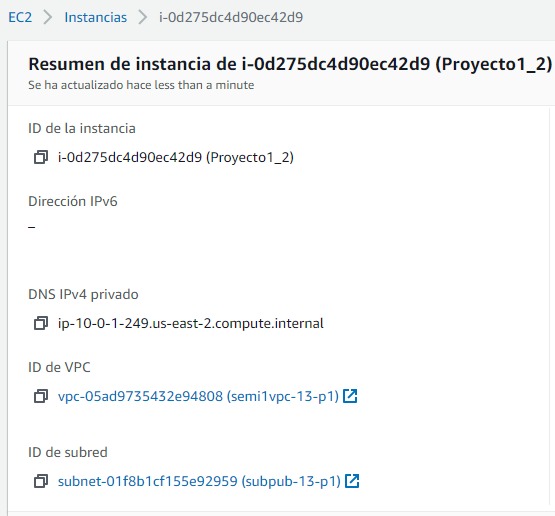 EC2 > Instancias > i-0d275dc4d90ec42d9
Resumen de instancia de i-0d275dc4d90ec42d9 (Proyecto1_2)
Se ha actualizado hace less than a minute
ID de la instancia
i-0d275dc4d90ec42d9 (Proyecto1_2)
Dirección IPv6
–
DNS IPv4 privado
ip-10-0-1-249.us-east-2.compute.internal
ID de VPC
vpc-05ad9735432e94808 (semi1vpc-13-p1)
ID de subred
subnet-01f8b1cf155e92959 (subpub-13-p1)